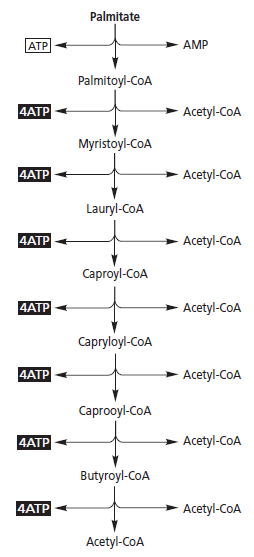 Palmitate
ATP AMP
Palmitoyl-CoA
4ATP Acetyl-CoA
Myristoyl-CoA
4ATP Acetyl-CoA
Lauryl-CoA
4ATP Acetyl-CoA
Caproyl-CoA
4ATP Acetyl-CoA
Capryloyl-CoA
4ATP Acetyl-CoA
Caprooyl-CoA
4ATP Acetyl-CoA
Butyroyl-CoA
4ATP Acetyl-CoA
Acetyl-CoA